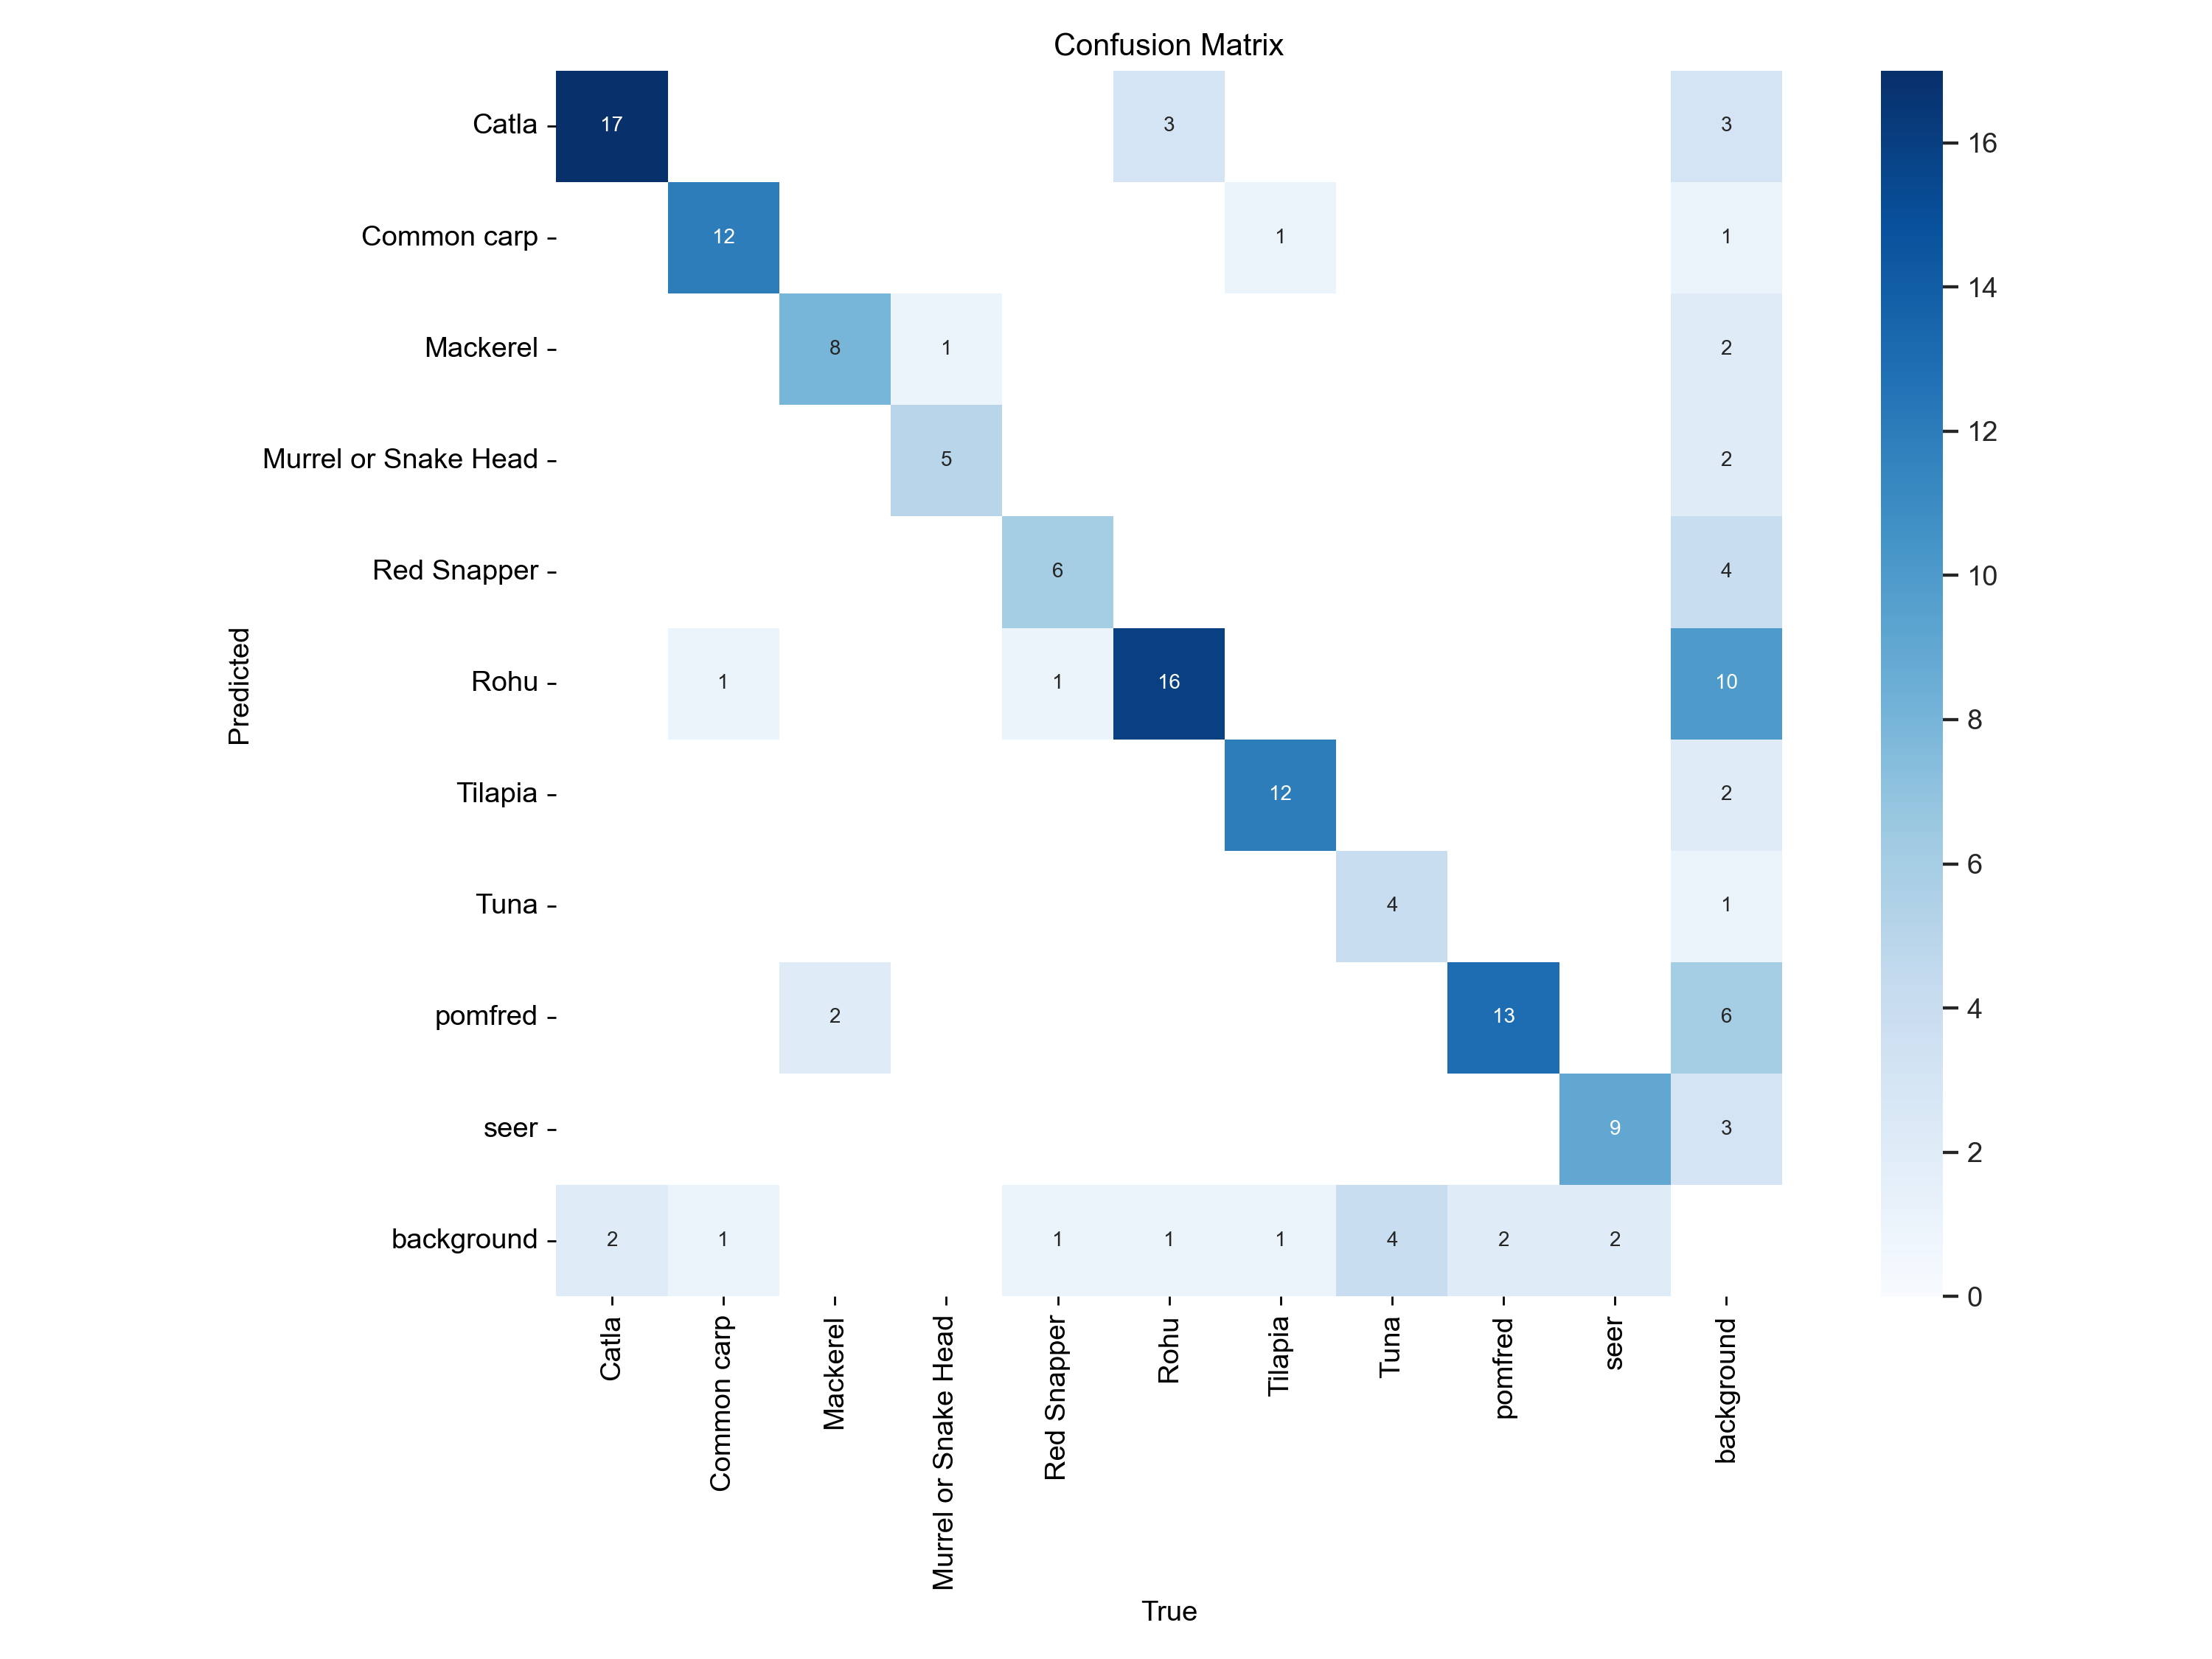 Confusion Matrix
Catla 17 3 3
Common carp 12 1 1
Mackerel 8 1 2
Murrel or Snake Head 5 2
Red Snapper 6 4
Rohu 1 1 16 10
Tilapia 12 2
Tuna 4 1
pomfred 2 13 6
seer 9 3
background 2 1 1 1 1 4 2 2
Predicted
Catla Common carp Mackerel Murrel or Snake Head Red Snapper Rohu Tilapia Tuna pomfred seer background
True
16
14
12
10
8
6
4
2
0